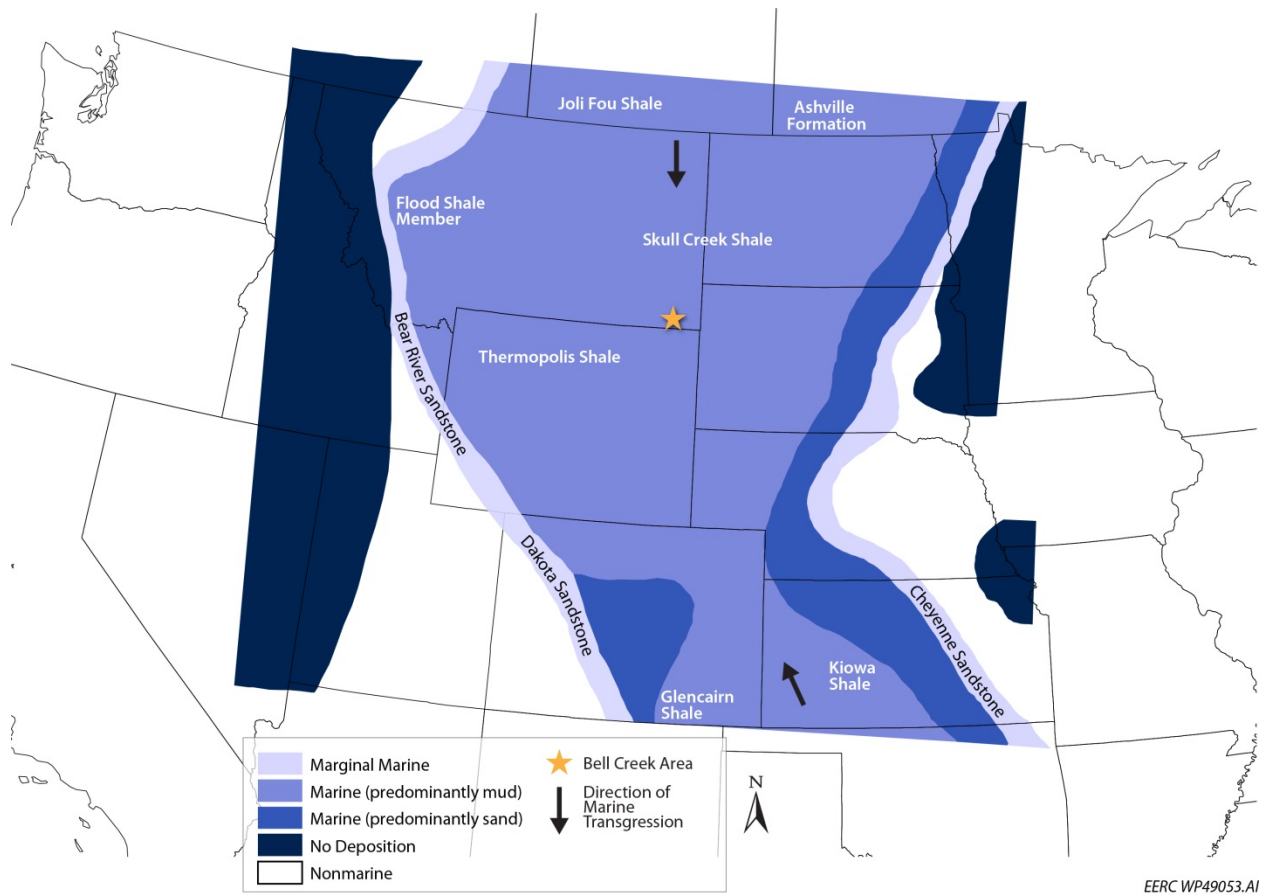 Joli Fou Shale
Ashville
Formation
Flood Shale
Member
Skull Creek Shale
Bear River Sandstone
Thermopolis Shale
Dakota Sandstone
Cheyenne Sandstone
Kiowa
Shale
Glencairn
Shale
Marginal Marine
Marine (predominantly mud)
Marine (predominantly sand)
No Deposition
Nonmarine
Bell Creek Area
Direction of
Marine
Transgression
N
EERC WP49053.AI